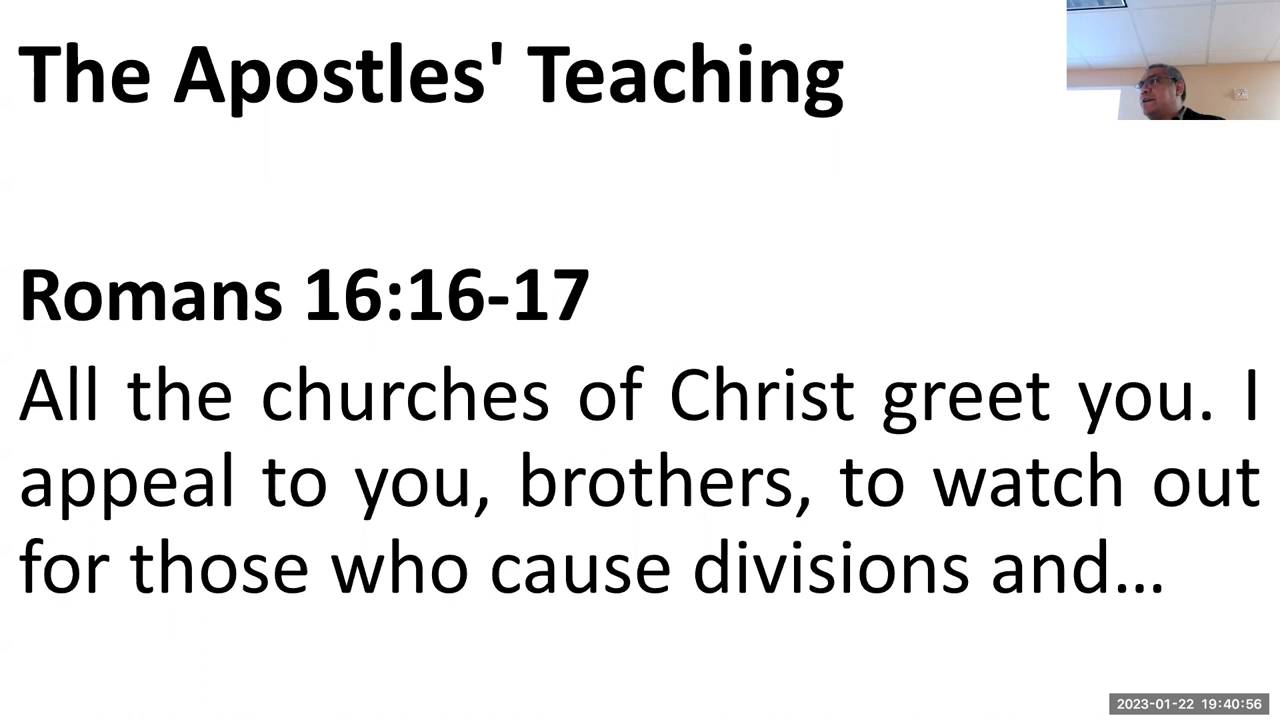 The Apostles' Teaching
Romans 16:16-17
All the churches of Christ greet you. I
appeal to you, brothers, to watch out
for those who cause divisions and...
2023-01-22 19:40:56